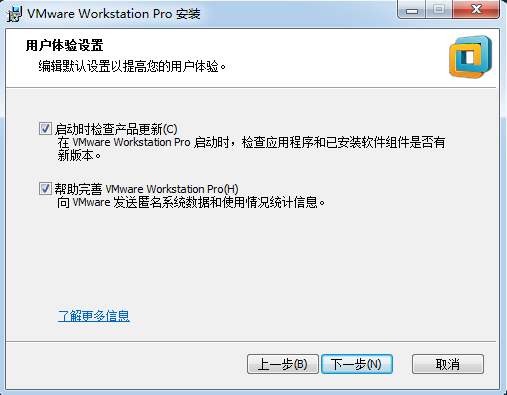 VMware Workstation Pro 安装
用户体验设置
编辑默认设置以提高您的用户体验。
启动时检查产品更新(C)
在 VMware Workstation Pro 启动时，检查应用程序和已安装软件组件是否有
新版本。
帮助完善 VMware Workstation Pro(H)
向 VMware 发送匿名系统数据和使用情况统计信息。
了解更多信息
上一步(B) 下一步(N) 取消